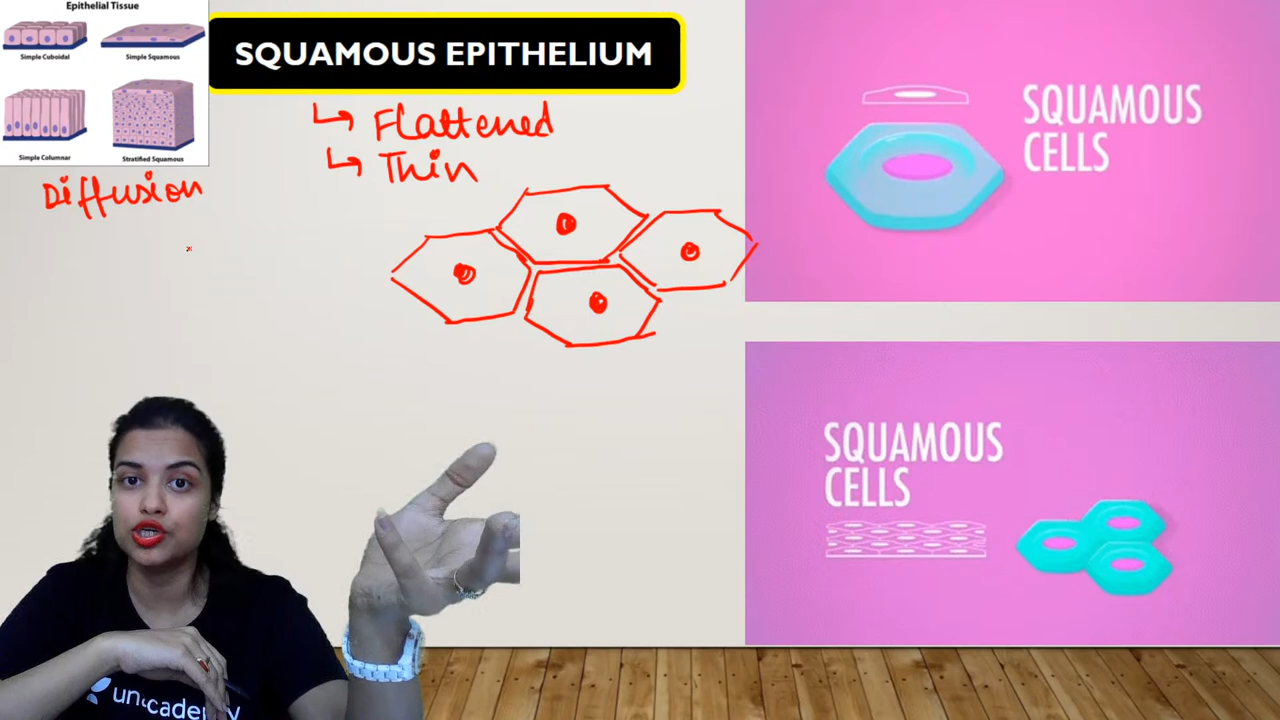 Epithelial Tissue
Simple Cuboidal
Simple Squamous
Simple Columnar
Stratified Squamous
SQUAMOUS EPITHELIUM
↳ Flattened
↳ Thin
Diffusion
SQUAMOUS
CELLS
SQUAMOUS
CELLS